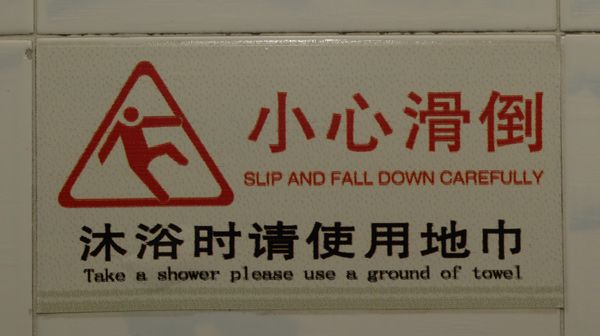 小心滑倒
SLIP AND FALL DOWN CAREFULLY
沐浴时请使用地巾
Take a shower please use a ground of towel